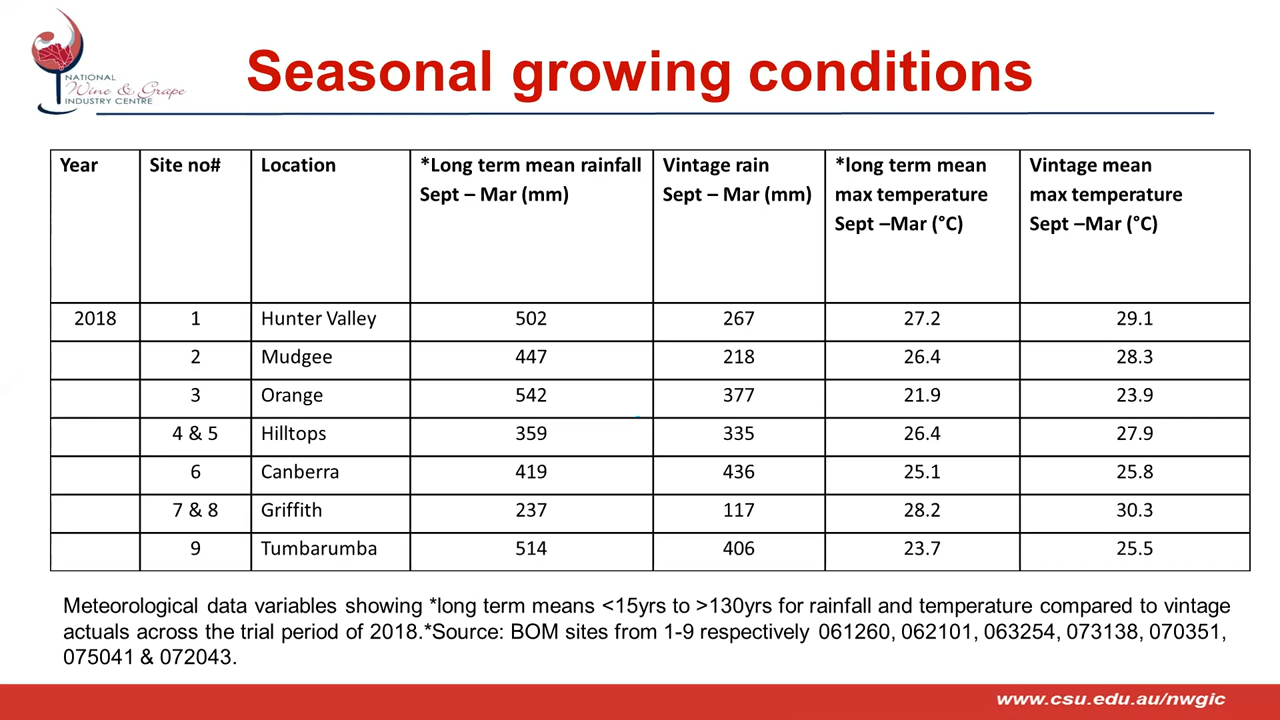 NATIONAL
Wine & Grape
INDUSTRY CENTRE
Seasonal growing conditions
Year Site no# Location *Long term mean rainfall Sept – Mar (mm) Vintage rain Sept – Mar (mm) *long term mean max temperature Sept –Mar (°C) Vintage mean max temperature Sept –Mar (°C)
2018 1 Hunter Valley 502 267 27.2 29.1
2 Mudgee 447 218 26.4 28.3
3 Orange 542 377 21.9 23.9
4 & 5 Hilltops 359 335 26.4 27.9
6 Canberra 419 436 25.1 25.8
7 & 8 Griffith 237 117 28.2 30.3
9 Tumbarumba 514 406 23.7 25.5
Meteorological data variables showing *long term means <15yrs to >130yrs for rainfall and temperature compared to vintage
actuals across the trial period of 2018.*Source: BOM sites from 1-9 respectively 061260, 062101, 063254, 073138, 070351,
075041 & 072043.
www.csu.edu.au/nwgic